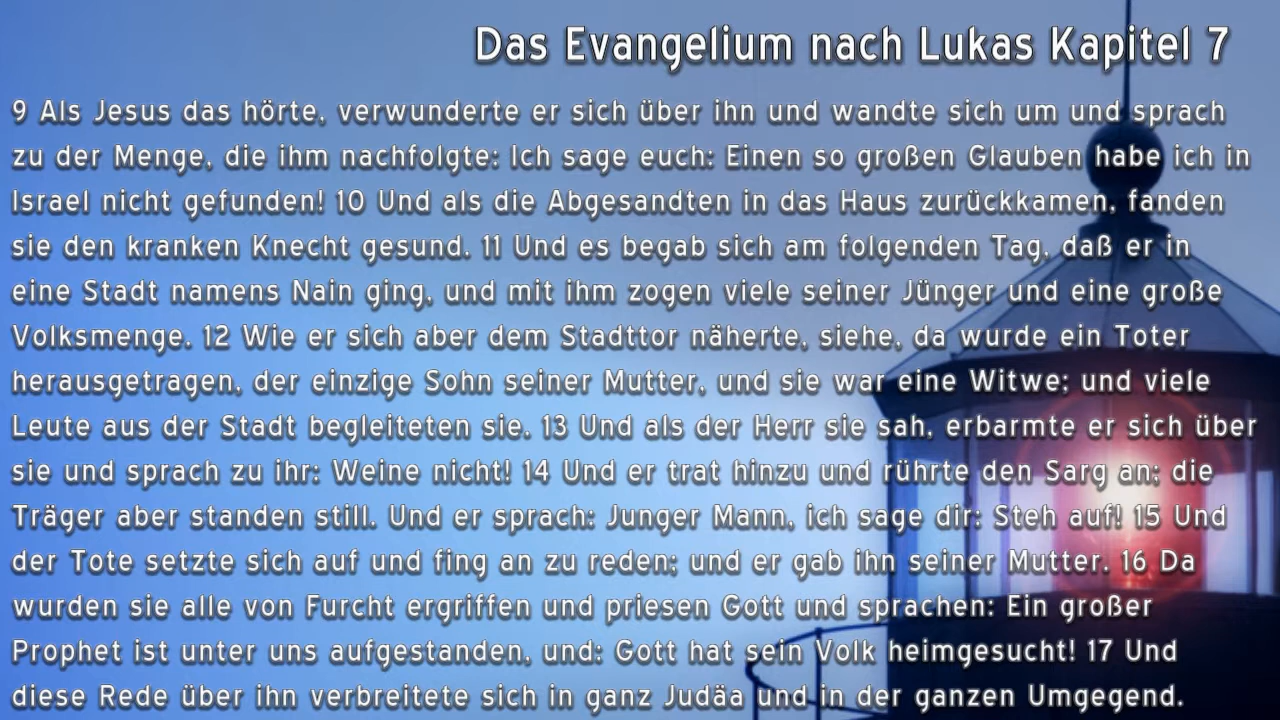 Das Evangelium nach Lukas Kapitel 7
9 Als Jesus das hörte, verwunderte er sich über ihn und wandte sich um und sprach
zu der Menge, die ihm nachfolgte: Ich sage euch: Einen so großen Glauben habe ich in
Israel nicht gefunden! 10 Und als die Abgesandten in das Haus zurückkamen, fanden
sie den kranken Knecht gesund. 11 Und es begab sich am folgenden Tag, daß er in
eine Stadt namens Nain ging, und mit ihm zogen viele seiner Jünger und eine große
Volksmenge. 12 Wie er sich aber dem Stadttor näherte, siehe, da wurde ein Toter
herausgetragen, der einzige Sohn seiner Mutter, und sie war eine Witwe; und viele
Leute aus der Stadt begleiteten sie. 13 Und als der Herr sie sah, erbarmte er sich über
sie und sprach zu ihr: Weine nicht! 14 Und er trat hinzu und rührte den Sarg an; die
Träger aber standen still. Und er sprach: Junger Mann, ich sage dir: Steh auf! 15 Und
der Tote setzte sich auf und fing an zu reden; und er gab ihn seiner Mutter. 16 Da
wurden sie alle von Furcht ergriffen und priesen Gott und sprachen: Ein großer
Prophet ist unter uns aufgestanden, und: Gott hat sein Volk heimgesucht! 17 Und
diese Rede über ihn verbreitete sich in ganz Judäa und in der ganzen Umgegend.